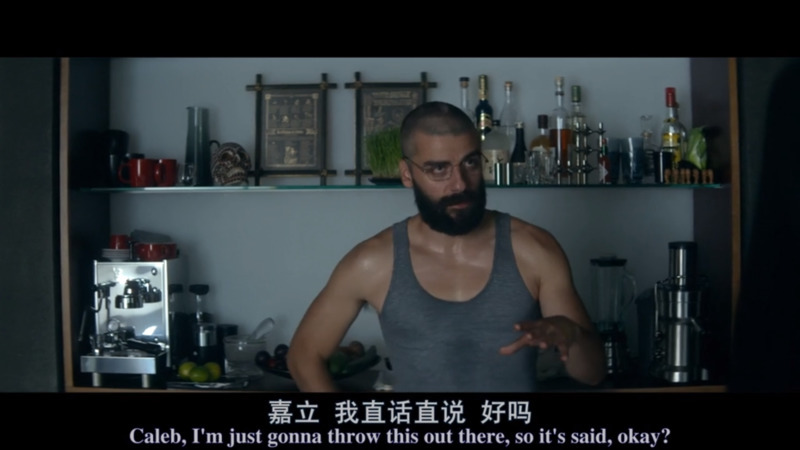 嘉立 我直话直说 好吗
Caleb, I'm just gonna throw this out there, so it's said, okay?